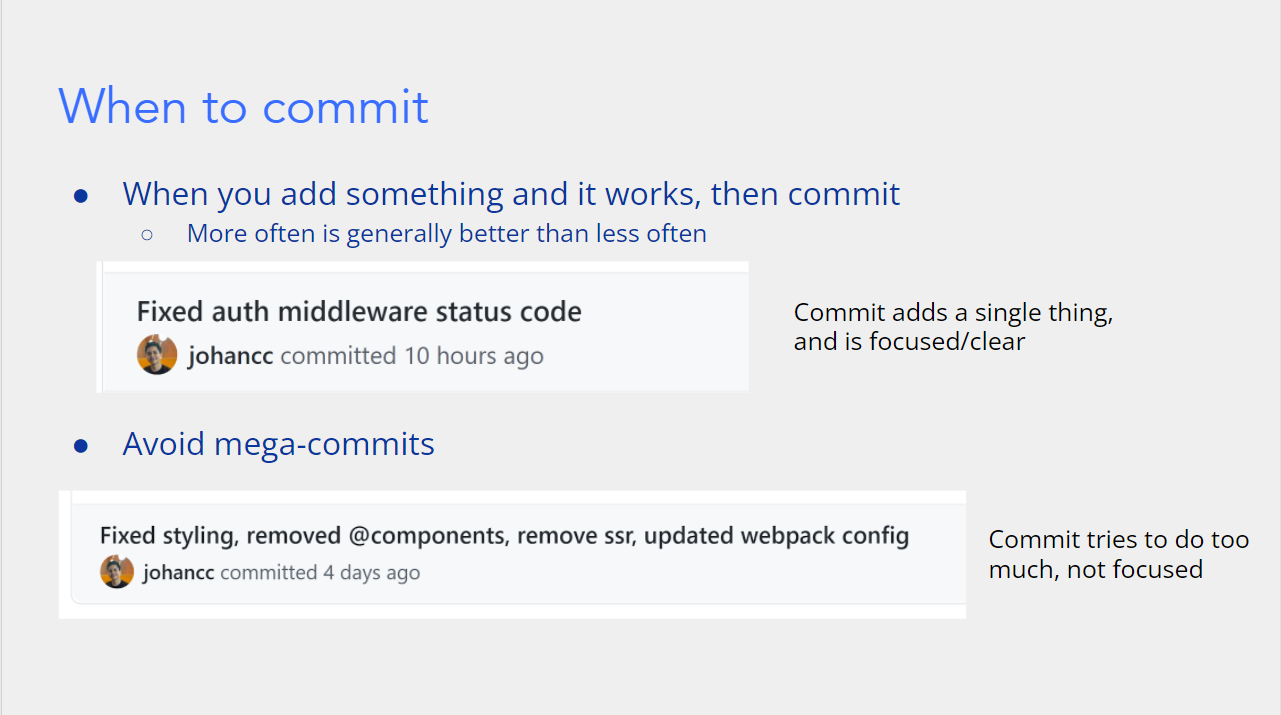 When to commit
When you add something and it works, then commit
More often is generally better than less often
Fixed auth middleware status code
johancc committed 10 hours ago
Commit adds a single thing,
and is focused/clear
Avoid mega-commits
Fixed styling, removed @components, remove ssr, updated webpack config
johancc committed 4 days ago
Commit tries to do too
much, not focused